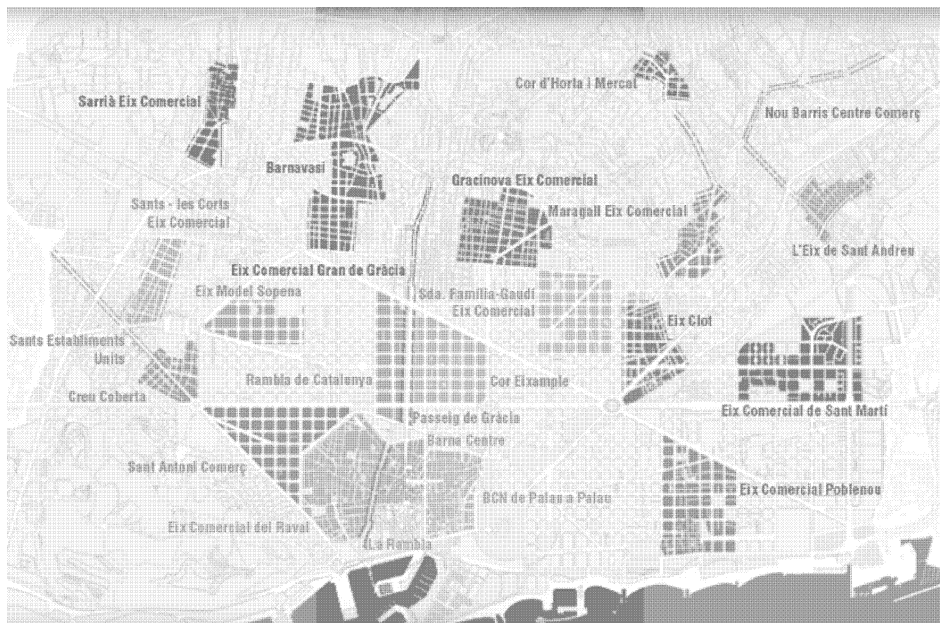 Cor d'Horta i Mercat
Sarrià Eix Comercial
Nou Barris Centre Comerç
Barnavasi
Gracinova Eix Comercial
Sants - les Corts
Eix Comercial
Maragall Eix Comercial
L'Eix de Sant Andreu
Eix Comercial Gran de Gràcia
Eix Model Sopena
Sda. Família-Gaudí
Eix Comercial
Eix Clot
Sants Establiments
Units
Rambla de Catalunya
Cor Eixample
Creu Coberta
Eix Comercial de Sant Martí
Passeig de Gràcia
Barna Centre
Sant Antoni Comerç
Eix Comercial Poblenou
BCN de Palau a Palau
Eix Comercial del Raval
La Rambla